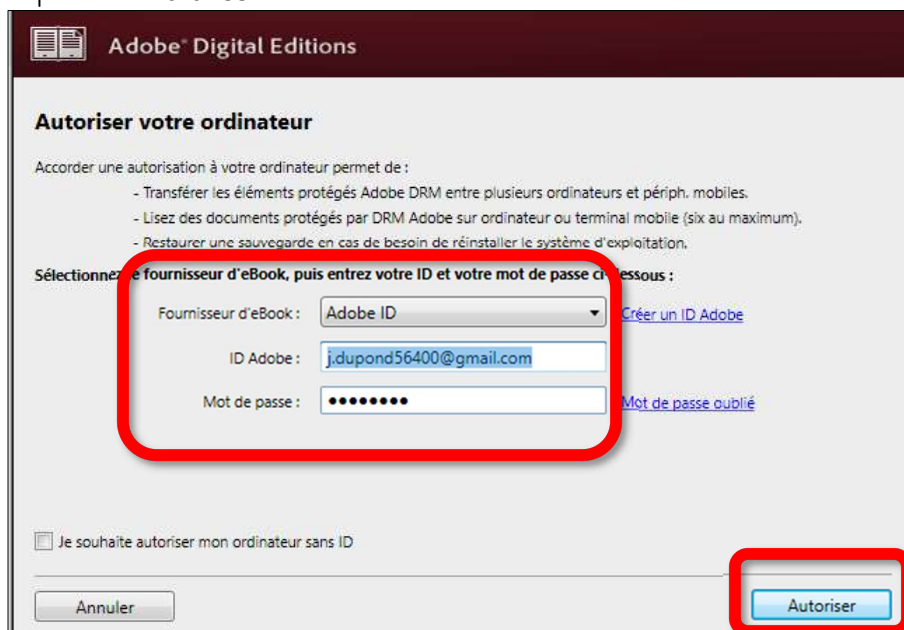 Adobe® Digital Editions
Autoriser votre ordinateur
Accorder une autorisation à votre ordinateur permet de :
- Transférer les éléments protégés Adobe DRM entre plusieurs ordinateurs et périph. mobiles.
- Lisez des documents protégés par DRM Adobe sur ordinateur ou terminal mobile (six au maximum).
- Restaurer une sauvegarde en cas de besoin de réinstaller le système d'exploitation.
Sélectionnez fournisseur d'eBook, puis entrez votre ID et votre mot de passe ci-dessous :
Fournisseur d'eBook : Adobe ID Créer un ID Adobe
ID Adobe : j.dupond56400@gmail.com
Mot de passe : •••••••• Mot de passe oublié
Je souhaite autoriser mon ordinateur sans ID
Annuler Autoriser